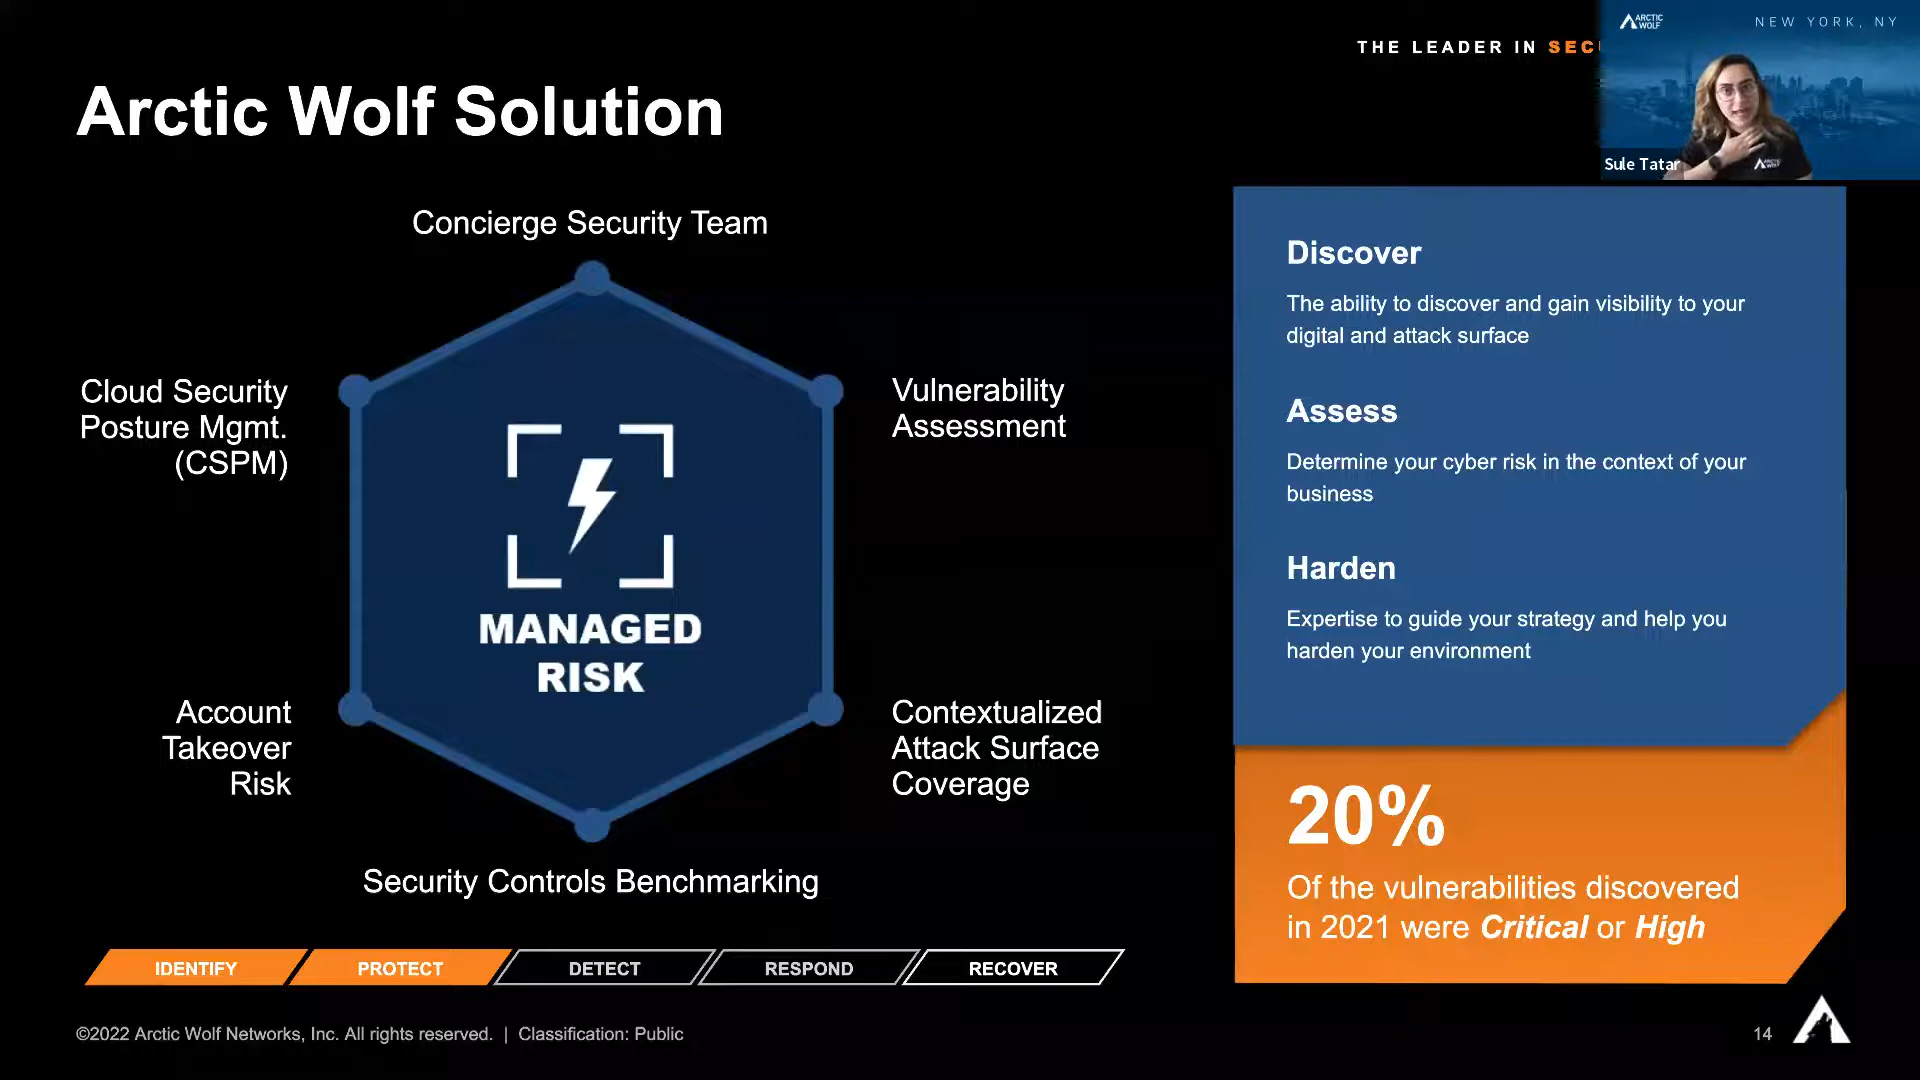 ARCTIC
WOLF
NEW YORK, NY
THE LEADER IN
Arctic Wolf Solution
Sule Tatar
ARCTIC
WOLF
Concierge Security Team
Cloud Security
Posture Mgmt.
(CSPM)
Vulnerability
Assessment
MANAGED
RISK
Account
Takeover
Risk
Contextualized
Attack Surface
Coverage
Security Controls Benchmarking
Discover
The ability to discover and gain visibility to your
digital and attack surface
Assess
Determine your cyber risk in the context of your
business
Harden
Expertise to guide your strategy and help you
harden your environment
20%
Of the vulnerabilities discovered
in 2021 were Critical or High
IDENTIFY
PROTECT
DETECT
RESPOND
RECOVER
©2022 Arctic Wolf Networks, Inc. All rights reserved. | Classification: Public
14